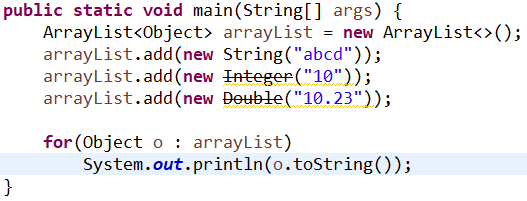 public static void main(String[] args) {
    ArrayList<Object> arrayList = new ArrayList<>();
    arrayList.add(new String("abcd"));
    arrayList.add(new Integer("10"));
    arrayList.add(new Double("10.23"));

    for(Object o : arrayList)
        System.out.println(o.toString());
}